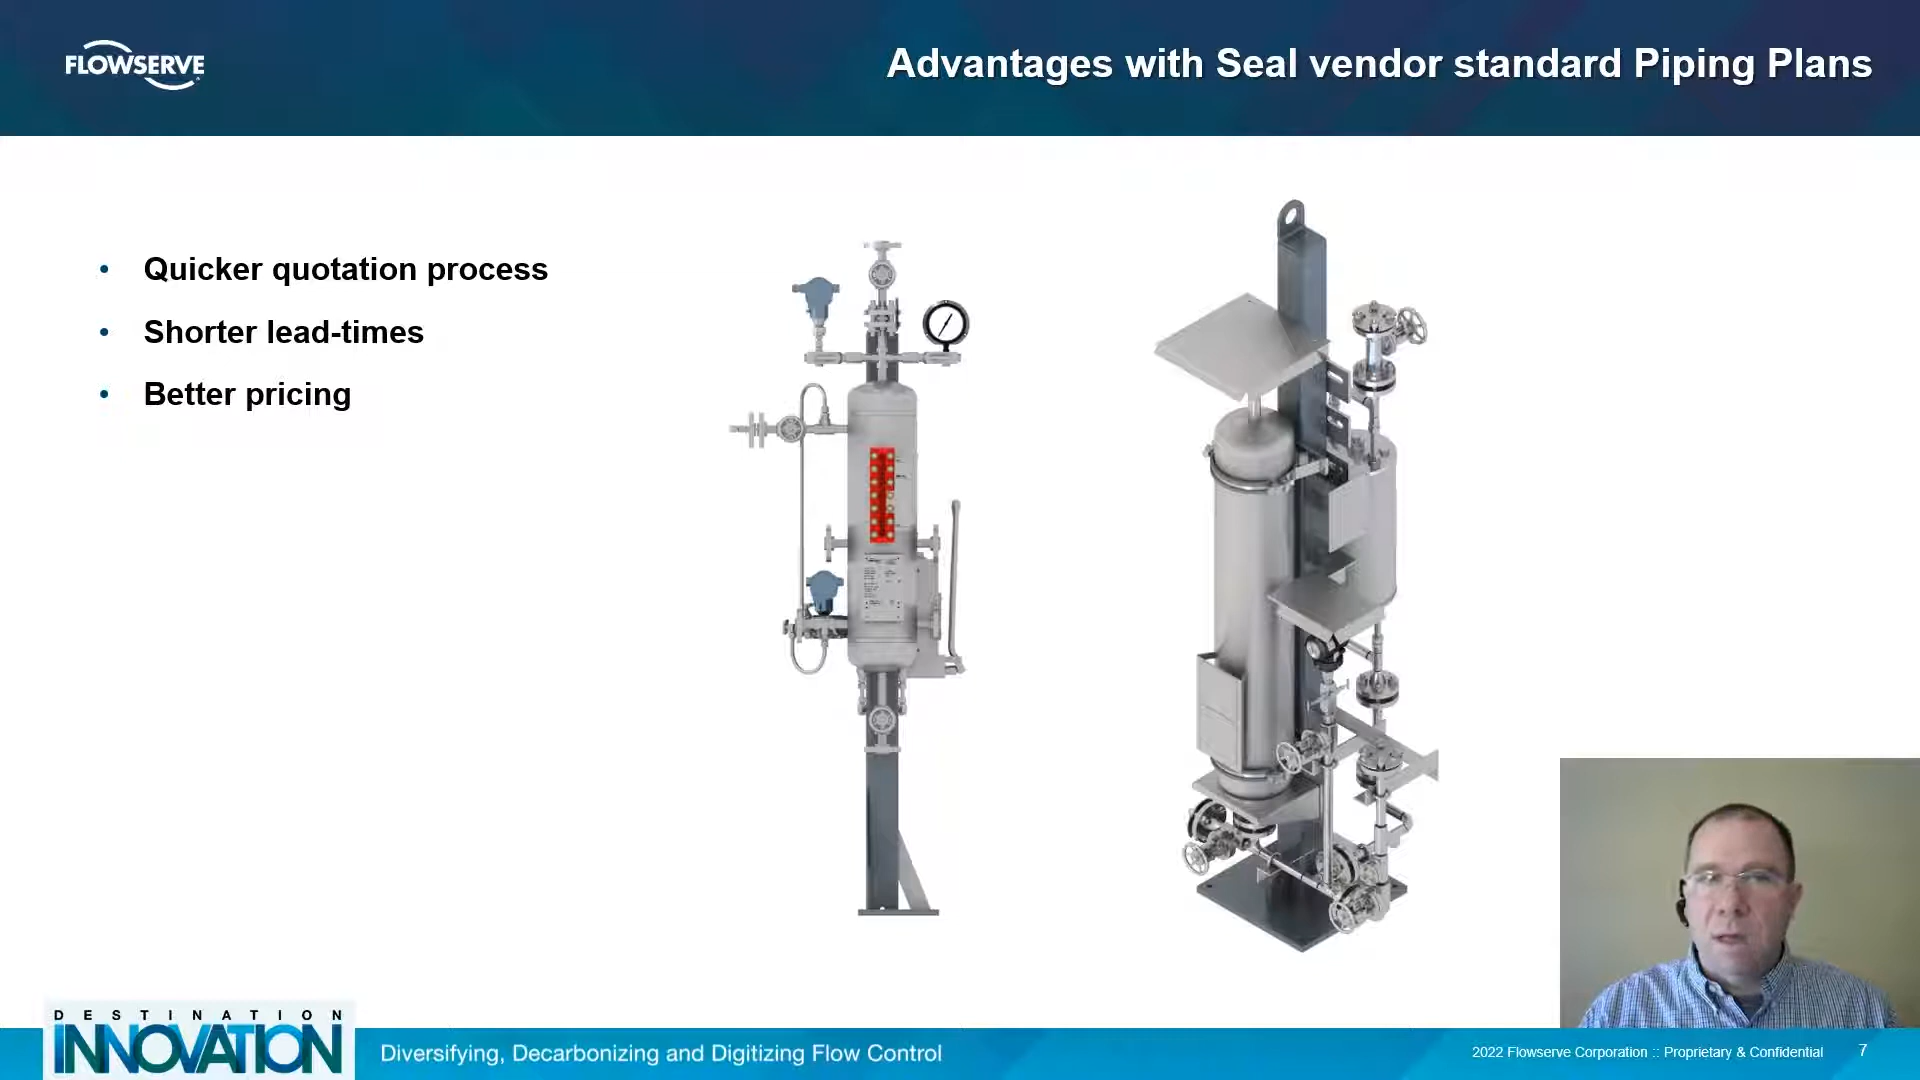 FLOWSERVE
Advantages with Seal vendor standard Piping Plans
• Quicker quotation process
• Shorter lead-times
• Better pricing
DESTINATION
INNOVATION
Diversifying, Decarbonizing and Digitizing Flow Control
2022 Flowserve Corporation :: Proprietary & Confidential
7